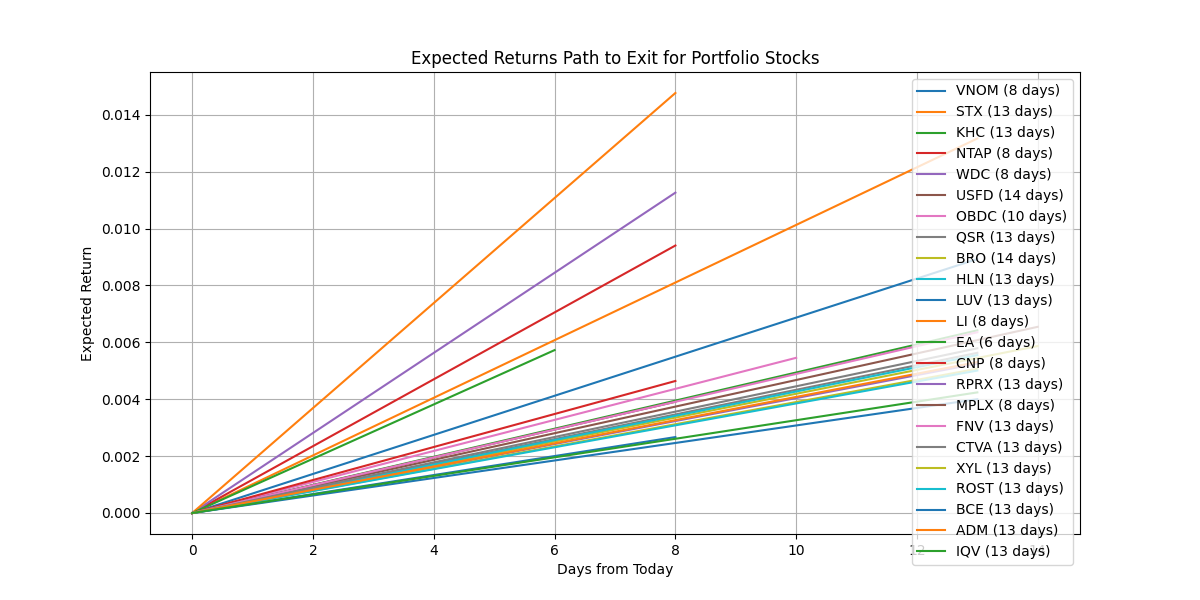 Expected Returns Path to Exit for Portfolio Stocks
Expected Return
0.014
0.012
0.010
0.008
0.006
0.004
0.002
0.000
0
2
4
6
8
10
12
Days from Today
VNOM (8 days)
STX (13 days)
KHC (13 days)
NTAP (8 days)
WDC (8 days)
USFD (14 days)
OBDC (10 days)
QSR (13 days)
BRO (14 days)
HLN (13 days)
LUV (13 days)
LI (8 days)
EA (6 days)
CNP (8 days)
RPRX (13 days)
MPLX (8 days)
FNV (13 days)
CTVA (13 days)
XYL (13 days)
ROST (13 days)
BCE (13 days)
ADM (13 days)
IQV (13 days)